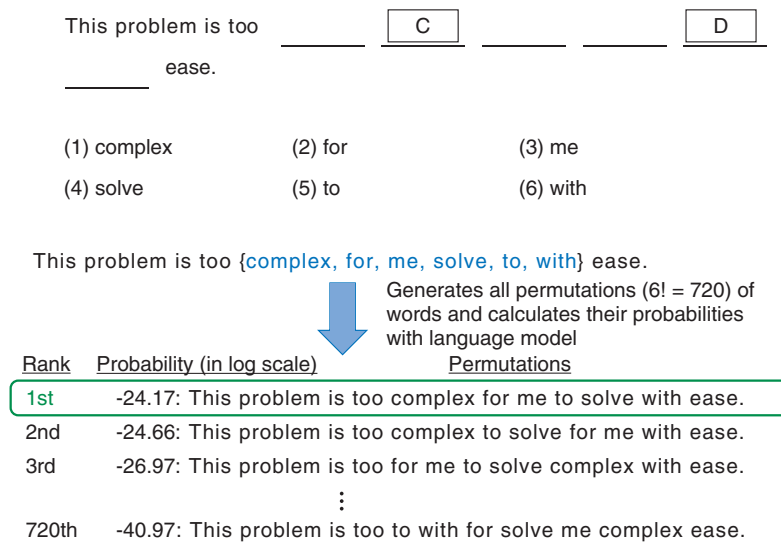 This problem is too ____ C ____ ____ D
____ ease.
(1) complex (2) for (3) me
(4) solve (5) to (6) with
This problem is too {complex, for, me, solve, to, with} ease.
Generates all permutations (6! = 720) of
words and calculates their probabilities
with language model
Rank Probability (in log scale) Permutations
1st -24.17: This problem is too complex for me to solve with ease.
2nd -24.66: This problem is too complex to solve for me with ease.
3rd -26.97: This problem is too for me to solve complex with ease.
⋮
720th -40.97: This problem is too to with for solve me complex ease.